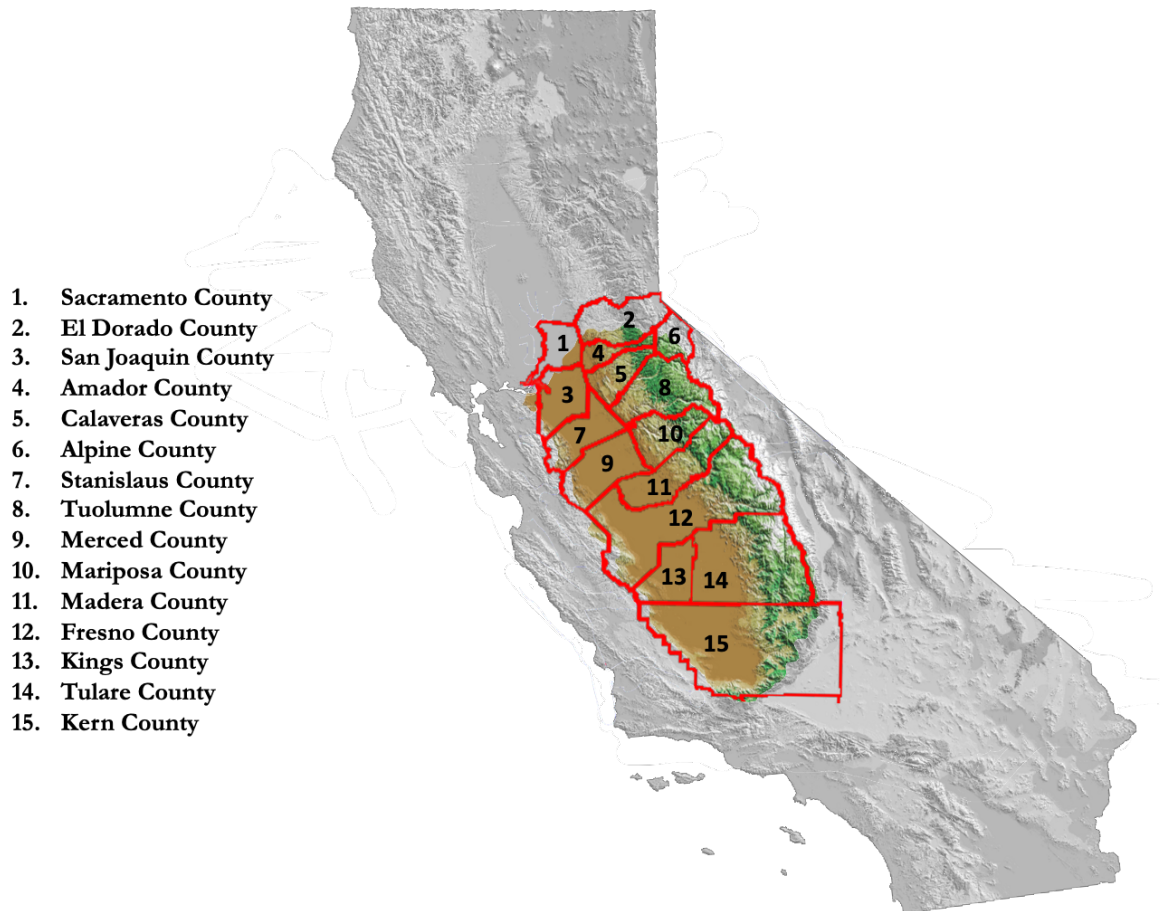 1. Sacramento County
2. El Dorado County
3. San Joaquin County
4. Amador County
5. Calaveras County
6. Alpine County
7. Stanislaus County
8. Tuolumne County
9. Merced County
10. Mariposa County
11. Madera County
12. Fresno County
13. Kings County
14. Tulare County
15. Kern County
2
6
1
4
5
8
3
7
10
9
11
12
13
14
15